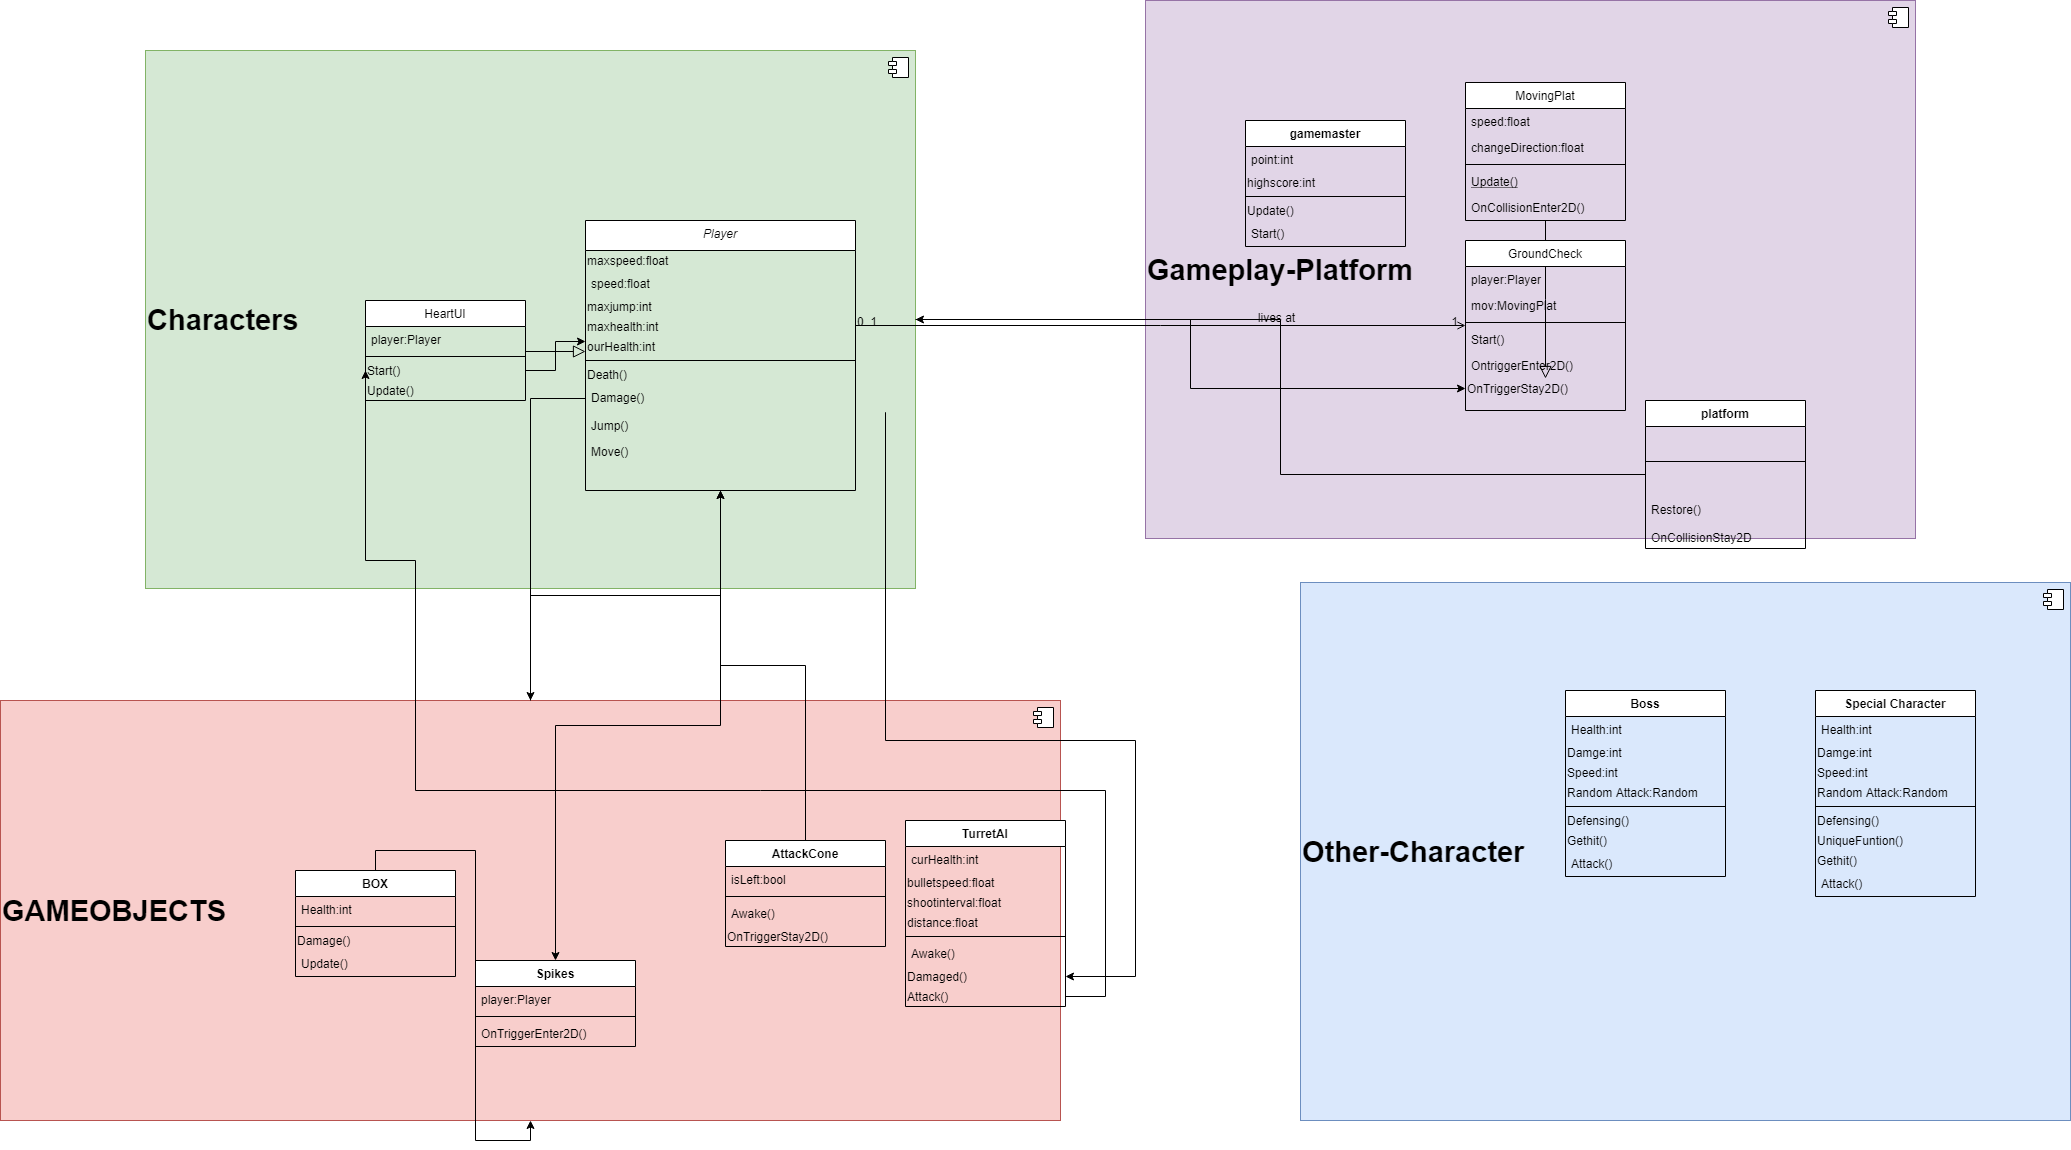 Characters
HeartUI
player:Player
Start()
Update()
Player
maxspeed:float
speed:float
maxjump:int
maxhealth:int
ourHealth:int
Death()
Damage()
Jump()
Move()
0..1
lives at
1
Gameplay-Platform
gamemaster
point:int
highscore:int
Update()
Start()
MovingPlat
speed:float
changeDirection:float
Update()
OnCollisionEnter2D()
GroundCheck
player:Player
mov:MovingPlat
Start()
OntriggerEnter2D()
OnTriggerStay2D()
platform
Restore()
OnCollisionStay2D
GAMEOBJECTS
BOX
Health:int
Damage()
Update()
Spikes
player:Player
OnTriggerEnter2D()
AttackCone
isLeft:bool
Awake()
OnTriggerStay2D()
TurretAI
curHealth:int
bulletspeed:float
shootinterval:float
distance:float
Awake()
Damaged()
Attack()
Other-Character
Boss
Health:int
Damge:int
Speed:int
Random Attack:Random
Defensing()
Gethit()
Attack()
Special Character
Health:int
Damge:int
Speed:int
Random Attack:Random
Defensing()
UniqueFuntion()
Gethit()
Attack()